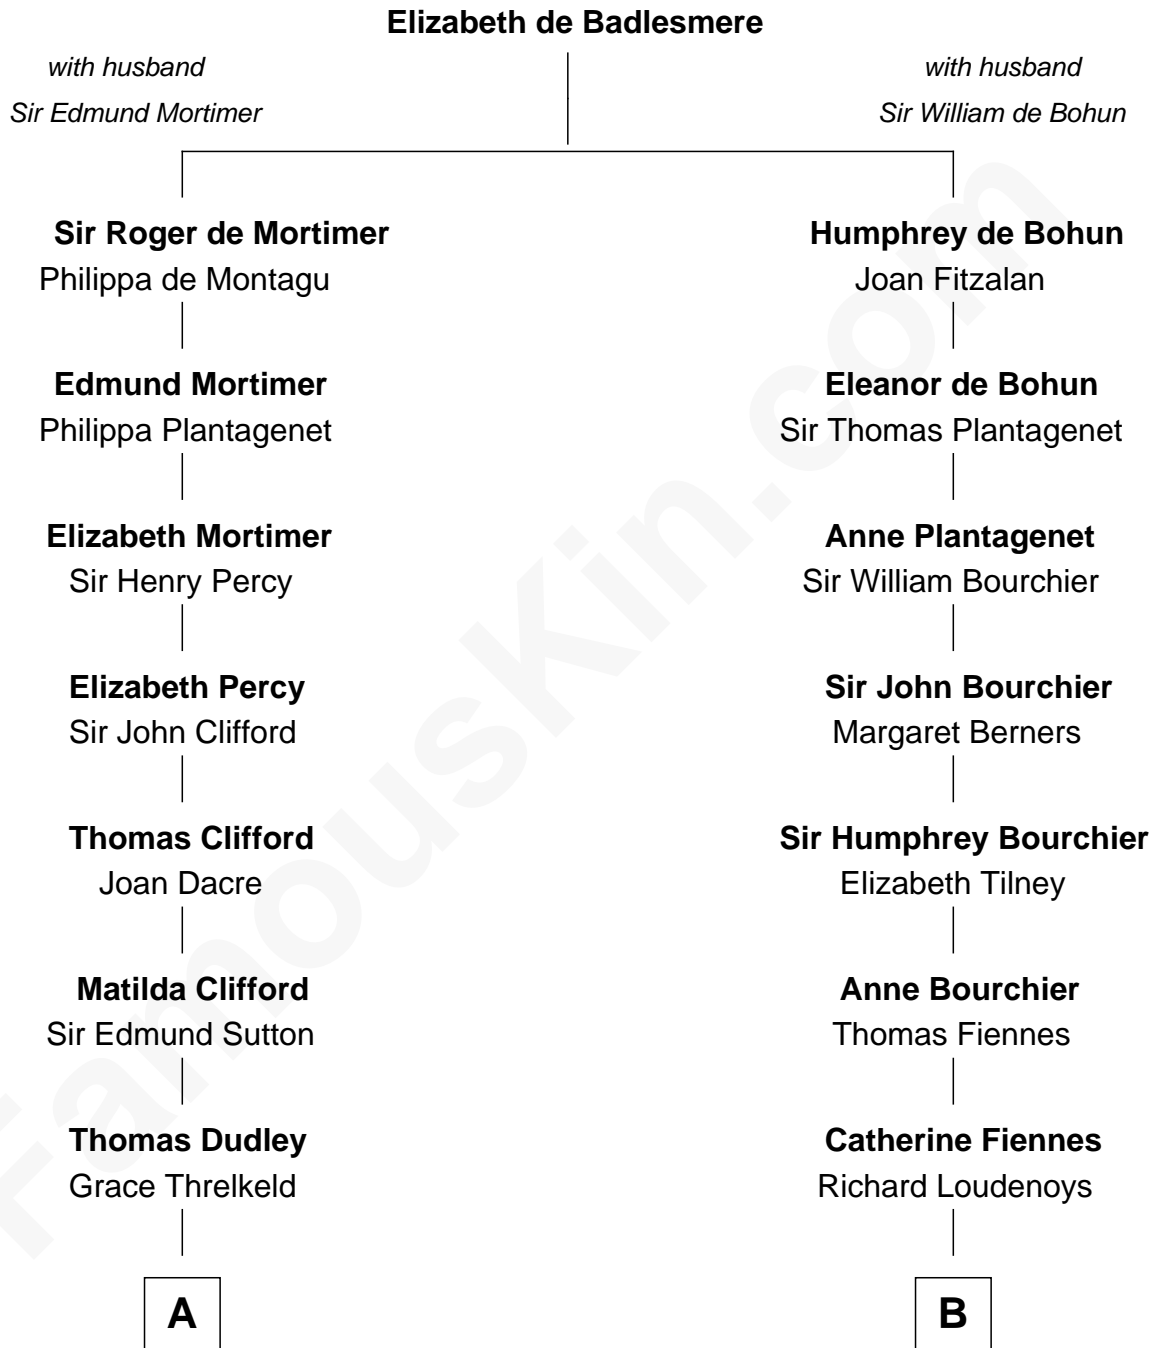 Elizabeth de Badlesmere
with husband
Sir Edmund Mortimer
with husband
Sir William de Bohun
Sir Roger de Mortimer
Philippa de Montagu
Humphrey de Bohun
Joan Fitzalan
Edmund Mortimer
Philippa Plantagenet
Eleanor de Bohun
Sir Thomas Plantagenet
Elizabeth Mortimer
Sir Henry Percy
Anne Plantagenet
Sir William Bourchier
Elizabeth Percy
Sir John Clifford
Sir John Bourchier
Margaret Berners
Thomas Clifford
Joan Dacre
Sir Humphrey Bourchier
Elizabeth Tilney
Matilda Clifford
Sir Edmund Sutton
Anne Bourchier
Thomas Fiennes
Thomas Dudley
Grace Threlkeld
Catherine Fiennes
Richard Loudenoys
A
B
FamousKin.com